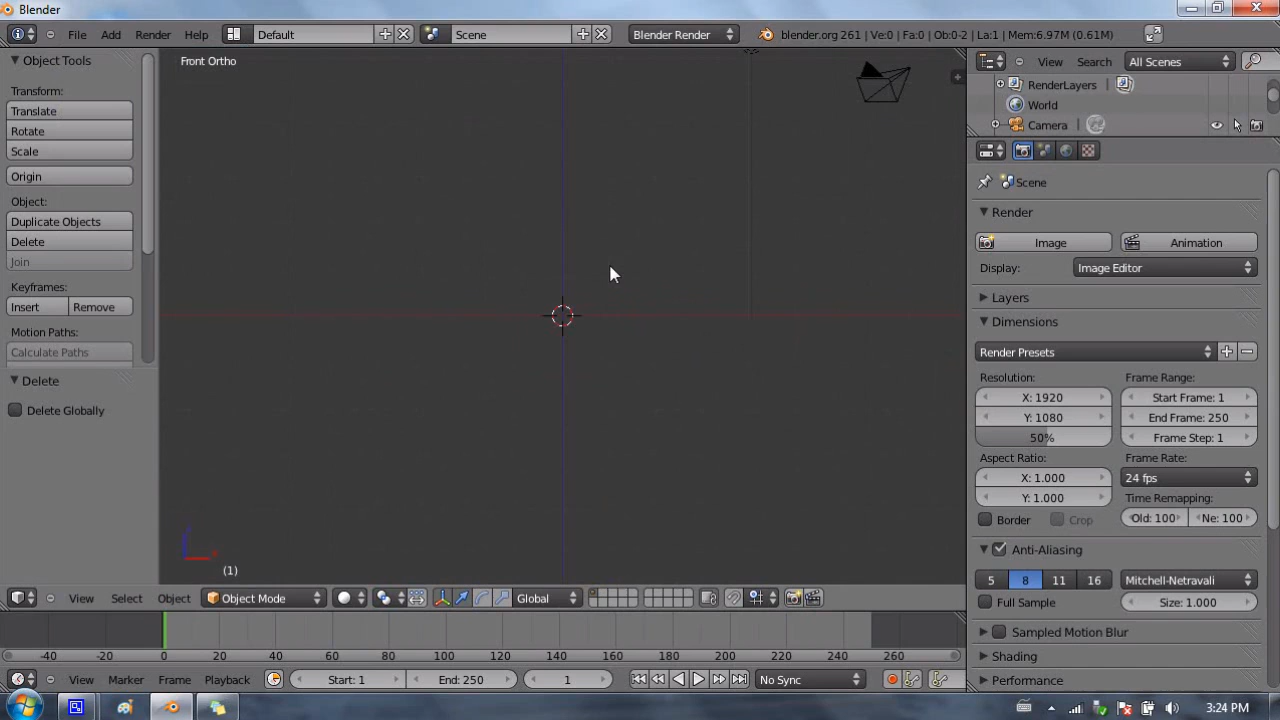 Blender
File Add Render Help Default Scene Blender Render blender.org 261 | Ve:0 | Fa:0 | Ob:0-2 | La:1 | Mem:6.97M (0.61M)
Object Tools
Transform:
Translate
Rotate
Scale
Origin
Object:
Duplicate Objects
Delete
Join
Keyframes:
Insert Remove
Motion Paths:
Calculate Paths
Delete
Delete Globally
Front Ortho
(1)
View Select Object Object Mode Global
-40 -20 0 20 40 60 80 100 120 140 160 180 200 220 240 260
View Marker Frame Playback Start: 1 End: 250 1 No Sync
View Search All Scenes
RenderLayers
World
Camera
Scene
Render
Image Animation
Display: Image Editor
Layers
Dimensions
Render Presets
Resolution: Frame Range:
X: 1920 Start Frame: 1
Y: 1080 End Frame: 250
50% Frame Step: 1
Aspect Ratio: Frame Rate:
X: 1.000 24 fps
Y: 1.000 Time Remapping:
Border Crop Old: 100 Ne: 100
Anti-Aliasing
5 8 11 16 Mitchell-Netravali
Full Sample Size: 1.000
Sampled Motion Blur
Shading
Performance
3:24 PM